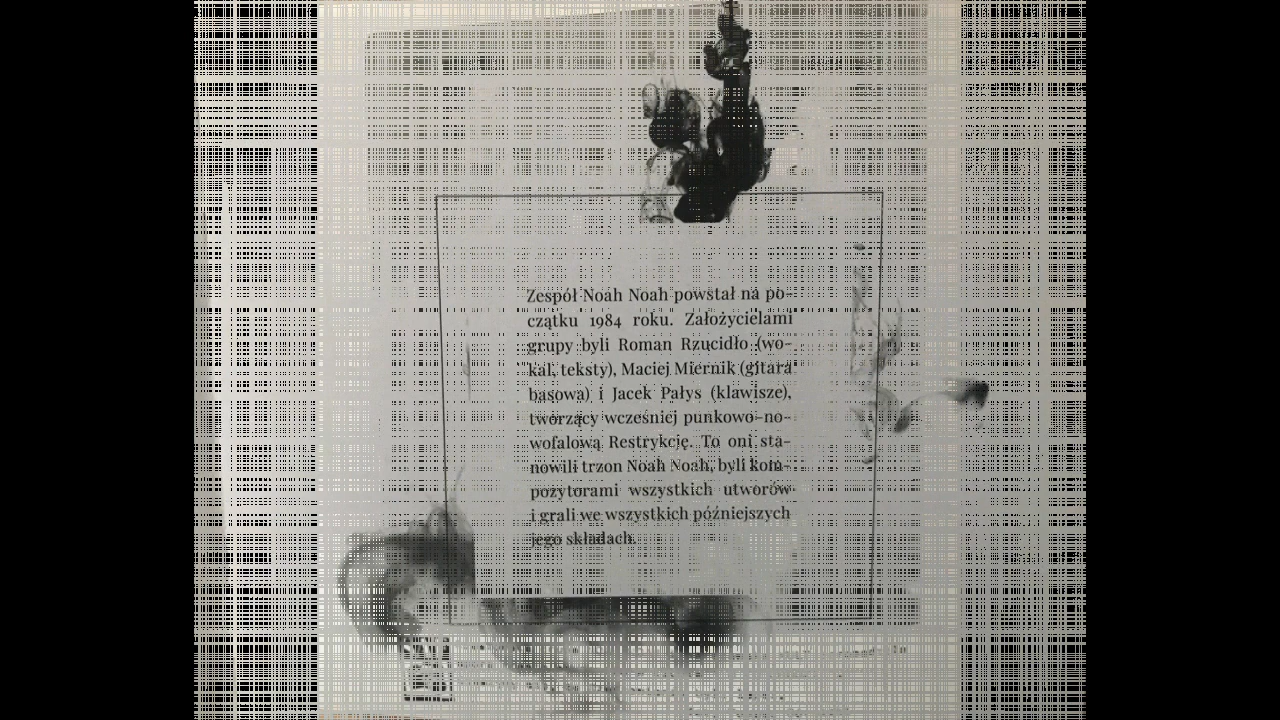 Zespół Noah Noah powstał na po-
czątku 1984 roku. Założycielami
grupy byli Roman Rzucidło (wo-
kal, teksty), Maciej Miernik (gitara
basowa) i Jacek Pałys (klawisze),
tworzący wcześniej punkowo-no-
wofalową Restrykcję. To oni sta-
nowili trzon Noah Noah, byli kom-
pozytorami wszystkich utworów
i grali we wszystkich późniejszych
jego składach.